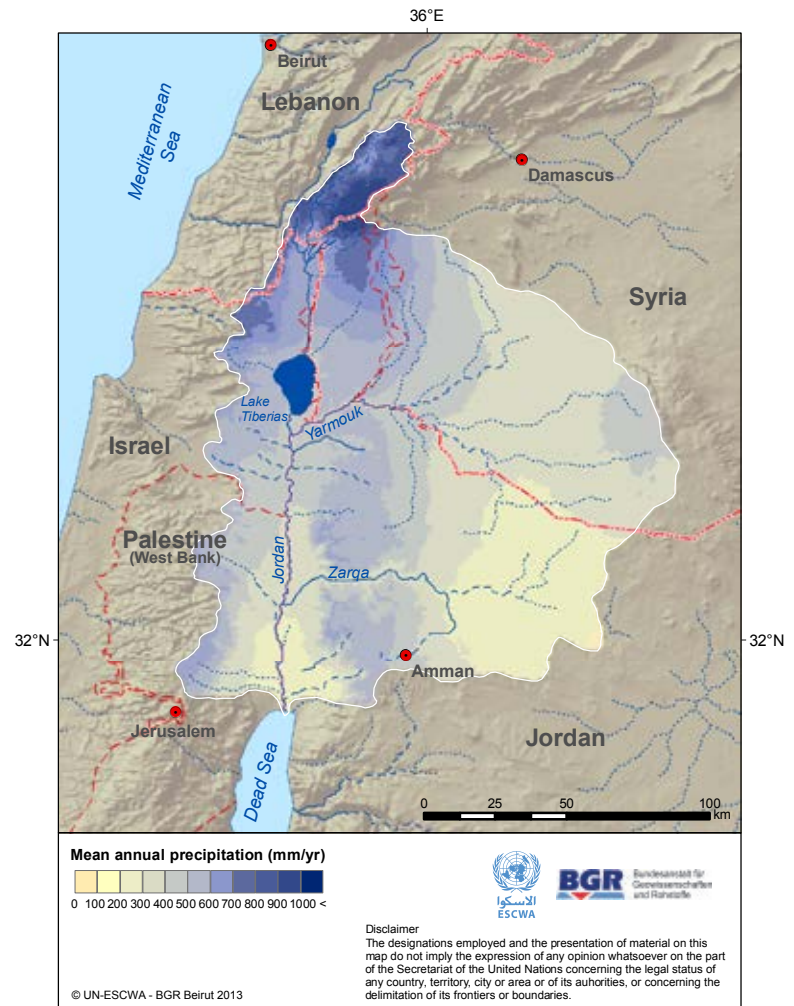 36°E
Beirut
Lebanon
Mediterranean
Sea
Damascus
Syria
Lake
Tiberias
Yarmouk
Israel
Palestine
(West Bank)
Jordan
Zarqa
32°N
32°N
Amman
Jerusalem
Jordan
Dead Sea
0 25 50 100
km
Mean annual precipitation (mm/yr)
0 100 200 300 400 500 600 700 800 900 1000 <
الاسكوا
ESCWA
BGR
Bundesanstalt für
Geowissenschaften
und Rohstoffe
Disclaimer
The designations employed and the presentation of material on this
map do not imply the expression of any opinion whatsoever on the part
of the Secretariat of the United Nations concerning the legal status of
any country, territory, city or area or of its auhorities, or concerning the
delimitation of its frontiers or boundaries.
© UN-ESCWA - BGR Beirut 2013